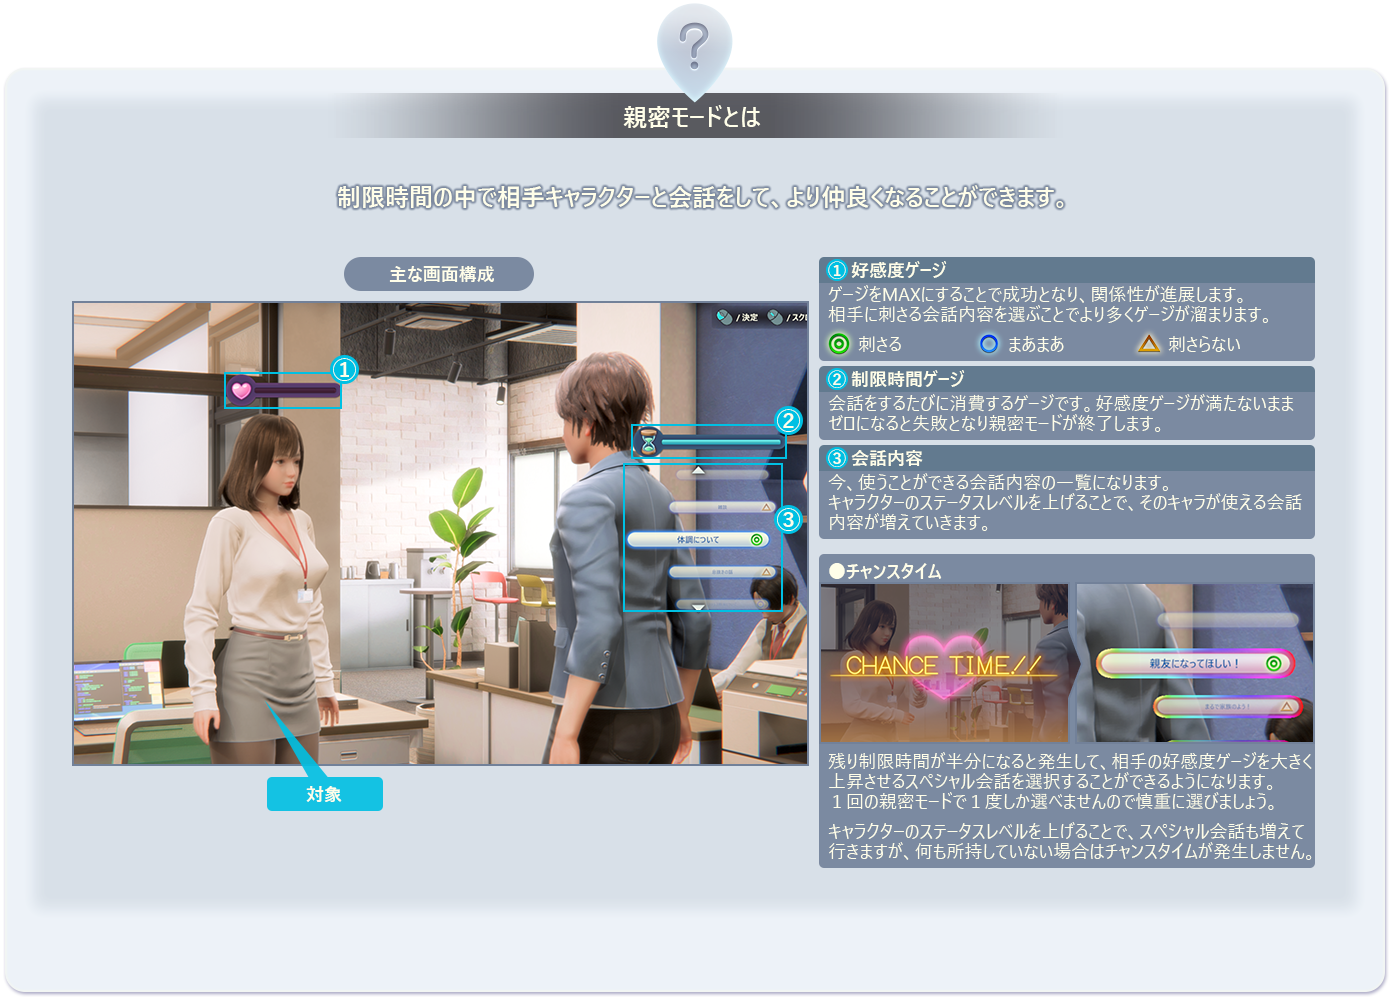 ?
親密モードとは
制限時間の中で相手キャラクターと会話をして、より仲良くなることができます。
主な画面構成
/ 決定
/ スクロ
①
②
③
体調について
対象
① 好感度ゲージ
ゲージをMAXにすることで成功となり、関係性が進展します。
相手に刺さる会話内容を選ぶことでより多くゲージが溜まります。
刺さる
まあまあ
刺さらない
② 制限時間ゲージ
会話をするたびに消費するゲージです。好感度ゲージが満たないまま
ゼロになると失敗となり親密モードが終了します。
③ 会話内容
今、使うことができる会話内容の一覧になります。
キャラクターのステータスレベルを上げることで、そのキャラが使える会話
内容が増えていきます。
●チャンスタイム
CHANCE TIME!!
親友になってほしい！
まるで家族のよう！
残り制限時間が半分になると発生して、相手の好感度ゲージを大きく
上昇させるスペシャル会話を選択することができるようになります。
１回の親密モードで１度しか選べませんので慎重に選びましょう。
キャラクターのステータスレベルを上げることで、スペシャル会話も増えて
行きますが、何も所持していない場合はチャンスタイムが発生しません。